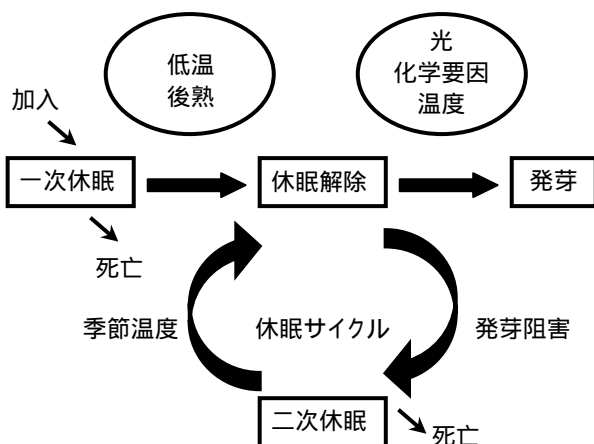 低温
後熟
光
化学要因
温度
加入
一次休眠
休眠解除
発芽
死亡
季節温度
休眠サイクル
発芽阻害
二次休眠
死亡